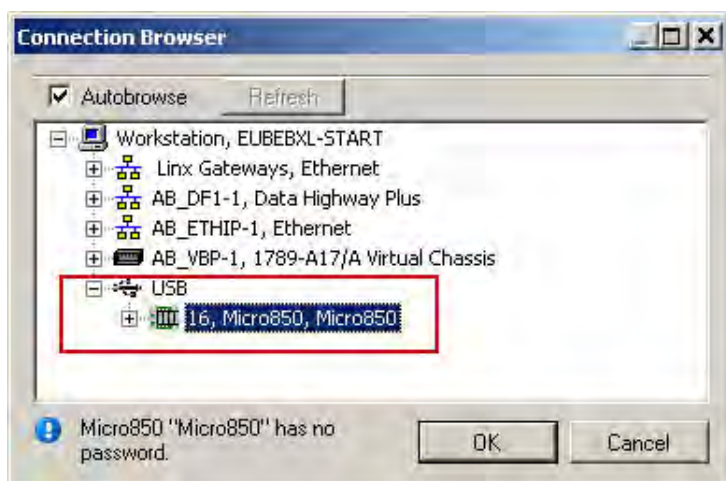 Connection Browser
Autobrowse
Refresh
Workstation, EUBEBXL-START
Linx Gateways, Ethernet
AB_DF1-1, Data Highway Plus
AB_ETHIP-1, Ethernet
AB_VBP-1, 1789-A17/A Virtual Chassis
USB
16, Micro850, Micro850
Micro850 "Micro850" has no
password.
OK
Cancel